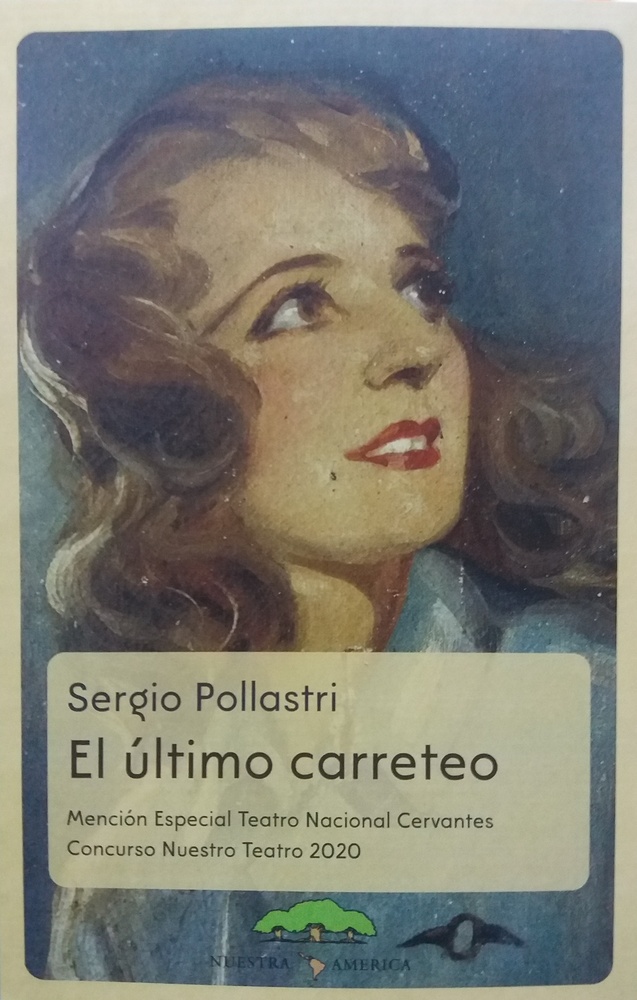 Sergio Pollastri
El último carreteo
Mención Especial Teatro Nacional Cervantes
Concurso Nuestro Teatro 2020
NUESTRA AMERICA